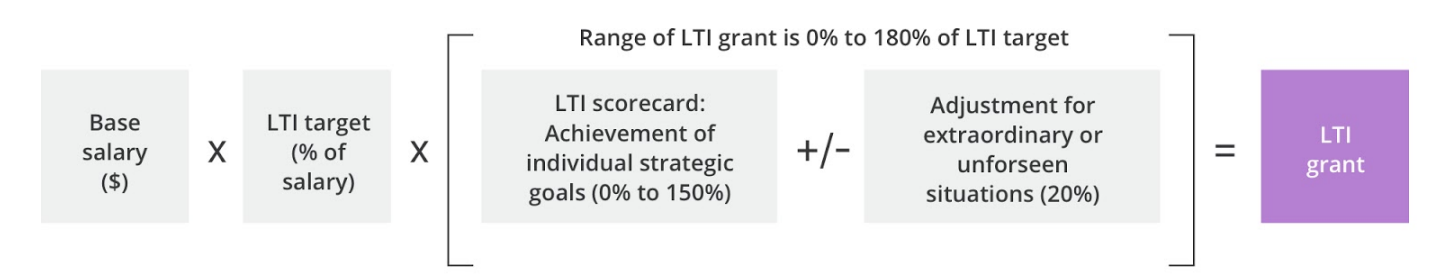 Range of LTI grant is 0% to 180% of LTI target
Base
salary
($)
X
LTI target
(% of
salary)
X
LTI scorecard:
Achievement of
individual strategic
goals (0% to 150%)
+/-
Adjustment for
extraordinary or
unforseen
situations (20%)
=
LTI
grant